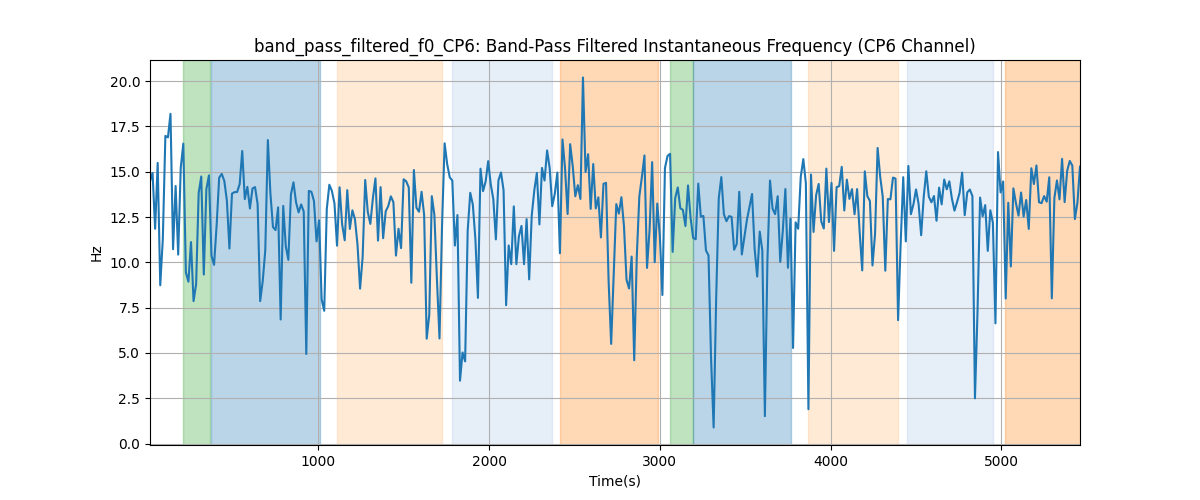 band_pass_filtered_f0_CP6: Band-Pass Filtered Instantaneous Frequency (CP6 Channel)
20.0
17.5
15.0
12.5
10.0
7.5
5.0
2.5
0.0
Hz
1000 2000 3000 4000 5000
Time(s)